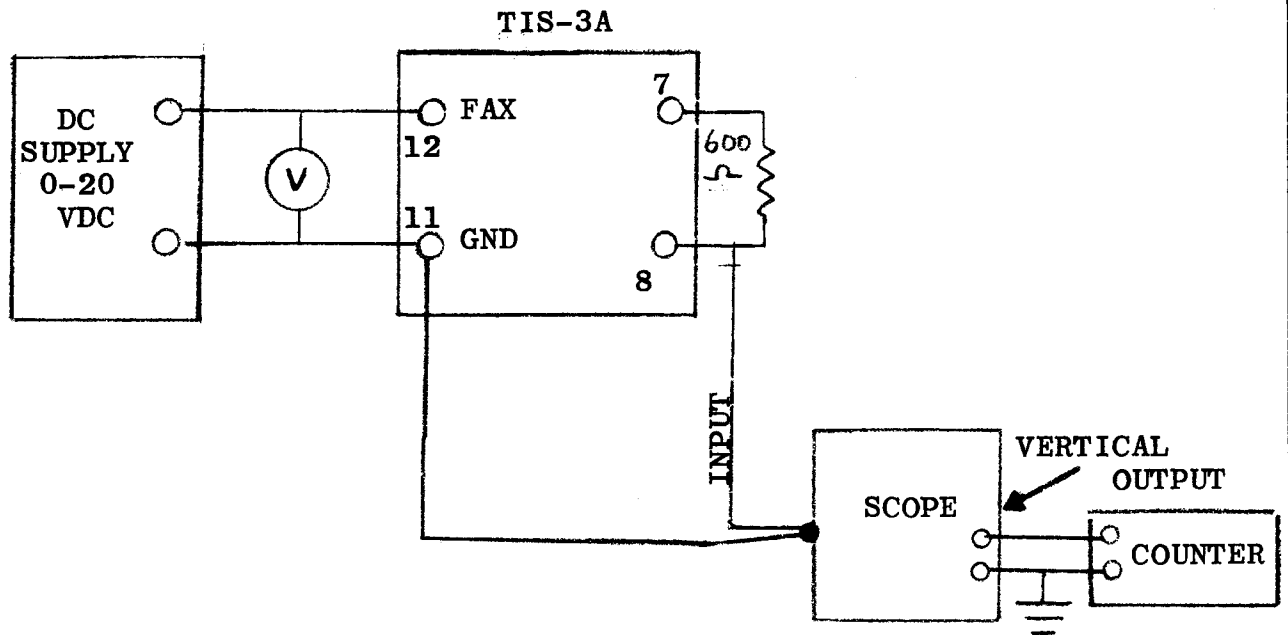 TIS-3A
DC
SUPPLY
0-20
VDC
V
FAX
12
11
GND
7
600
8
INPUT
SCOPE
VERTICAL
OUTPUT
COUNTER